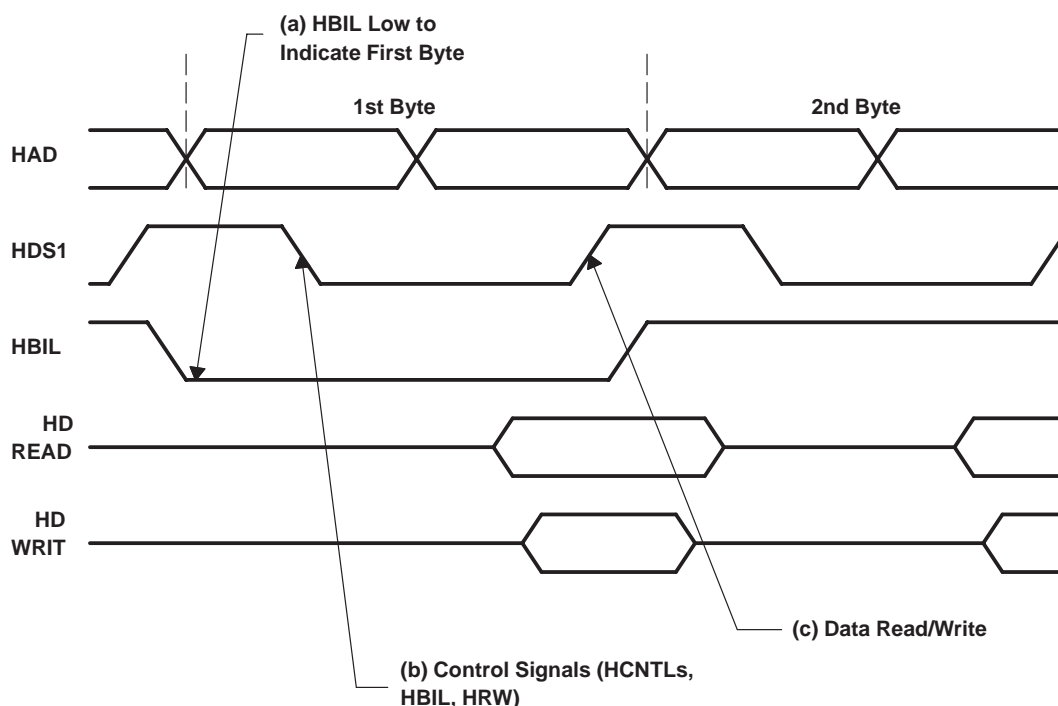 (a) HBIL Low to
Indicate First Byte
1st Byte
2nd Byte
HAD
HDS1
HBIL
HD
READ
HD
WRIT
(c) Data Read/Write
(b) Control Signals (HCNTLs,
HBIL, HRW)